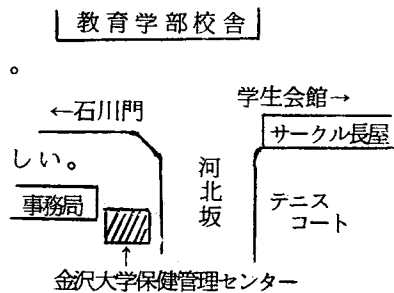 教育学部校舎
。
←石川門
学生会館→
サークル長屋
しい。
河北坂
事務局
テニス
コート
↑
金沢大学保健管理センター